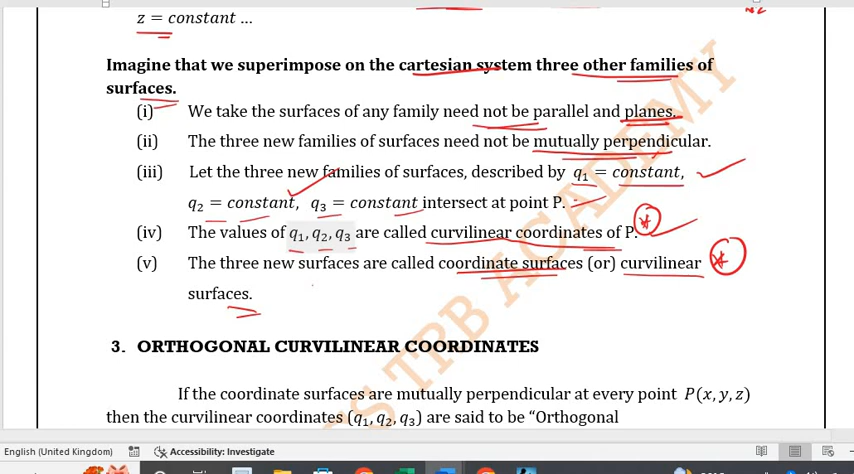 z = constant ...
Imagine that we superimpose on the cartesian system three other families of
surfaces.
(i) We take the surfaces of any family need not be parallel and planes.
(ii) The three new families of surfaces need not be mutually perpendicular.
(iii) Let the three new families of surfaces, described by q₁ = constant,
q₂ = constant, q₃ = constant intersect at point P.
(iv) The values of q₁, q₂, q₃ are called curvilinear coordinates of P.
(v) The three new surfaces are called coordinate surfaces (or) curvilinear
surfaces.
3. ORTHOGONAL CURVILINEAR COORDINATES
If the coordinate surfaces are mutually perpendicular at every point P(x, y, z)
then the curvilinear coordinates (q₁, q₂, q₃) are said to be “Orthogonal
TPB ACADEMY
English (United Kingdom) Accessibility: Investigate